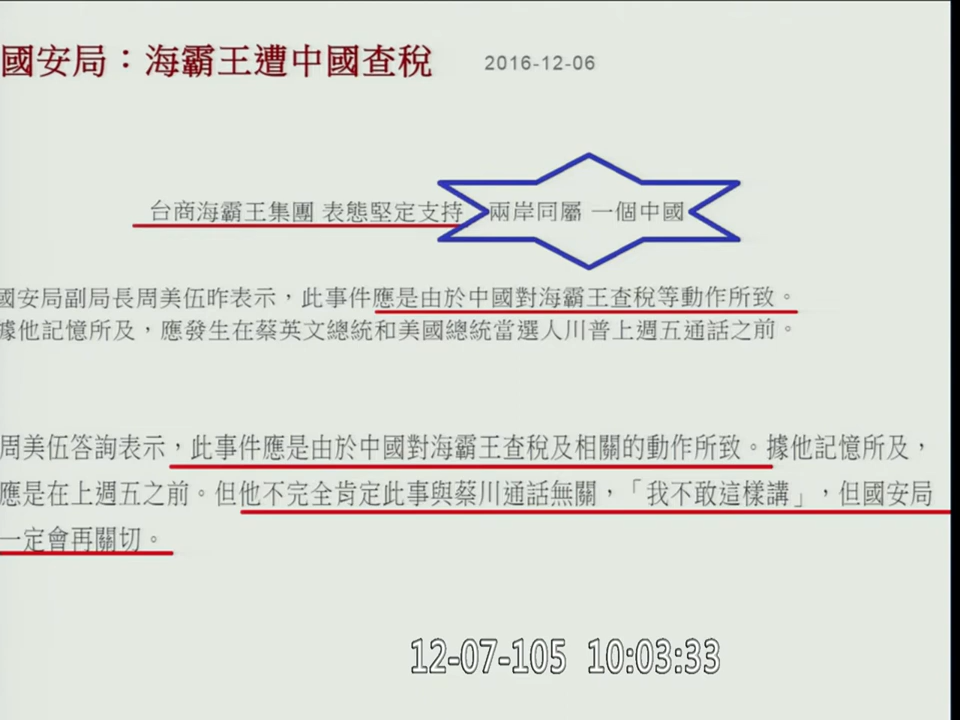 國安局：海霸王遭中國查稅 2016-12-06
台商海霸王集團 表態堅定支持 兩岸同屬 一個中國
國安局副局長周美伍昨表示，此事件應是由於中國對海霸王查稅等動作所致。
據他記憶所及，應發生在蔡英文總統和美國總統當選人川普上週五通話之前。
周美伍答詢表示，此事件應是由於中國對海霸王查稅及相關的動作所致。據他記憶所及，
應是在上週五之前。但他不完全肯定此事與蔡川通話無關，「我不敢這樣講」，但國安局
一定會再關切。
12-07-105 10:03:33